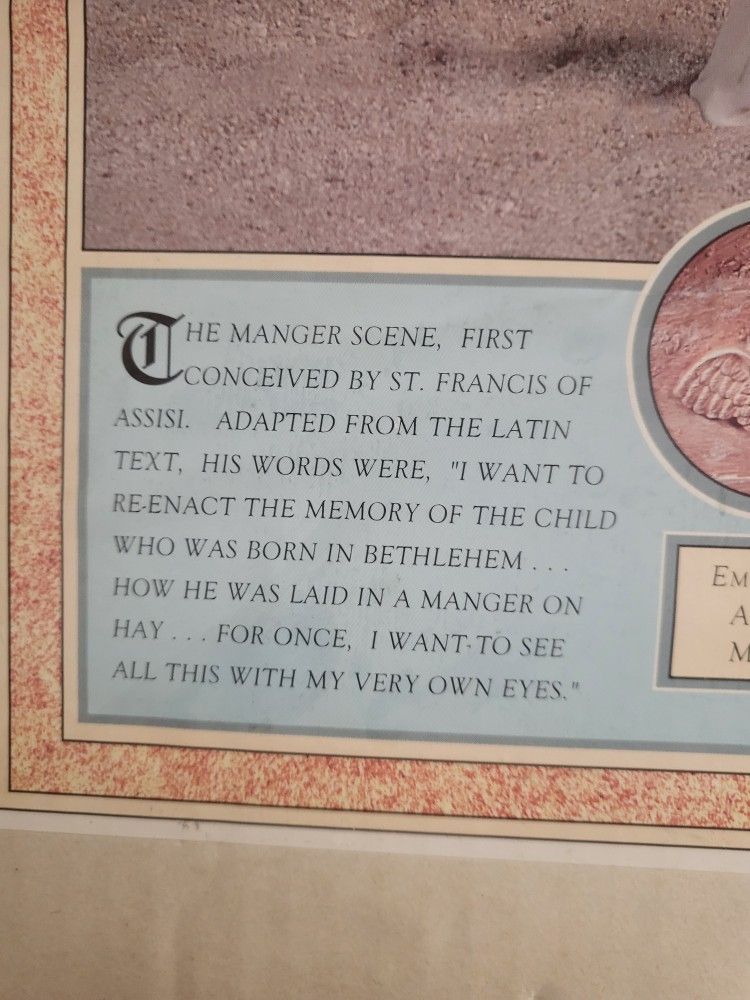 THE MANGER SCENE, FIRST
CONCEIVED BY ST. FRANCIS OF
ASSISI. ADAPTED FROM THE LATIN
TEXT, HIS WORDS WERE, "I WANT TO
RE-ENACT THE MEMORY OF THE CHILD
WHO WAS BORN IN BETHLEHEM . . .
HOW HE WAS LAID IN A MANGER ON
HAY . . . FOR ONCE, I WANT TO SEE
ALL THIS WITH MY VERY OWN EYES."